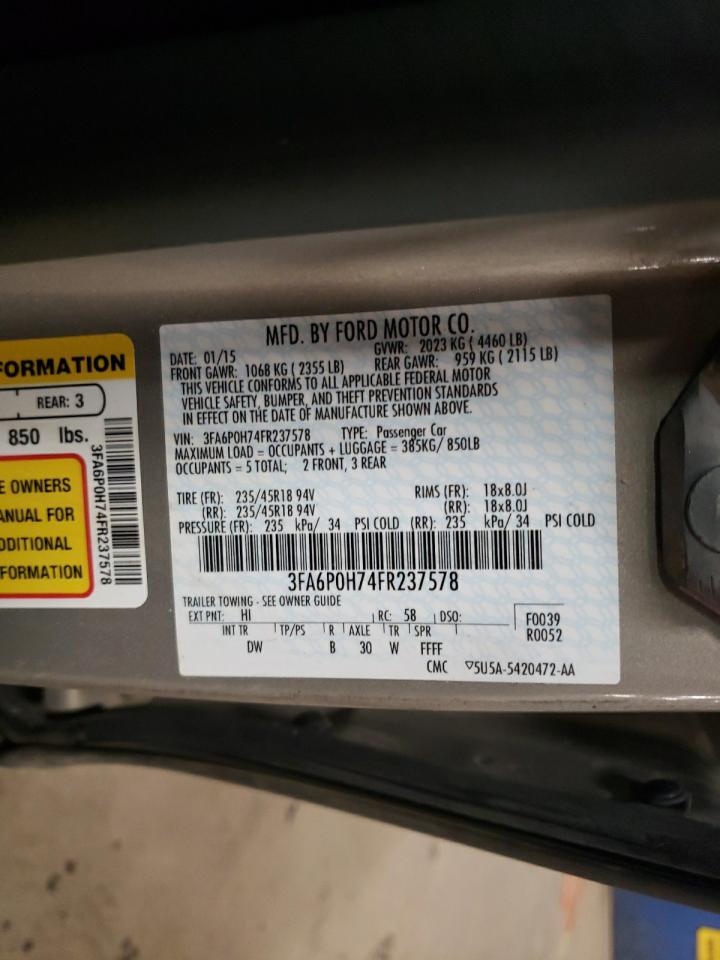 FORMATION
REAR: 3
850 lbs.
E OWNERS
ANUAL FOR
DDITIONAL
FORMATION
3FA6P0H74FR237578
MFD. BY FORD MOTOR CO.
DATE: 01/15 GVWR: 2023 KG ( 4460 LB)
FRONT GAWR: 1068 KG ( 2355 LB) REAR GAWR: 959 KG ( 2115 LB)
THIS VEHICLE CONFORMS TO ALL APPLICABLE FEDERAL MOTOR
VEHICLE SAFETY, BUMPER, AND THEFT PREVENTION STANDARDS
IN EFFECT ON THE DATE OF MANUFACTURE SHOWN ABOVE.
VIN: 3FA6P0H74FR237578 TYPE: Passenger Car
MAXIMUM LOAD = OCCUPANTS + LUGGAGE = 385KG/ 850LB
OCCUPANTS = 5 TOTAL; 2 FRONT, 3 REAR
TIRE (FR): 235/45R18 94V RIMS (FR): 18x8.0J
(RR): 235/45R18 94V (RR): 18x8.0J
PRESSURE (FR): 235 kPa/ 34 PSI COLD (RR): 235 kPa/ 34 PSI COLD
3FA6P0H74FR237578
TRAILER TOWING - SEE OWNER GUIDE
EXT PNT: HI RC: 58 DSO: F0039
INT TR TP/PS R AXLE TR SPR R0052
DW B 30 W FFFF
CMC ▽5U5A-5420472-AA